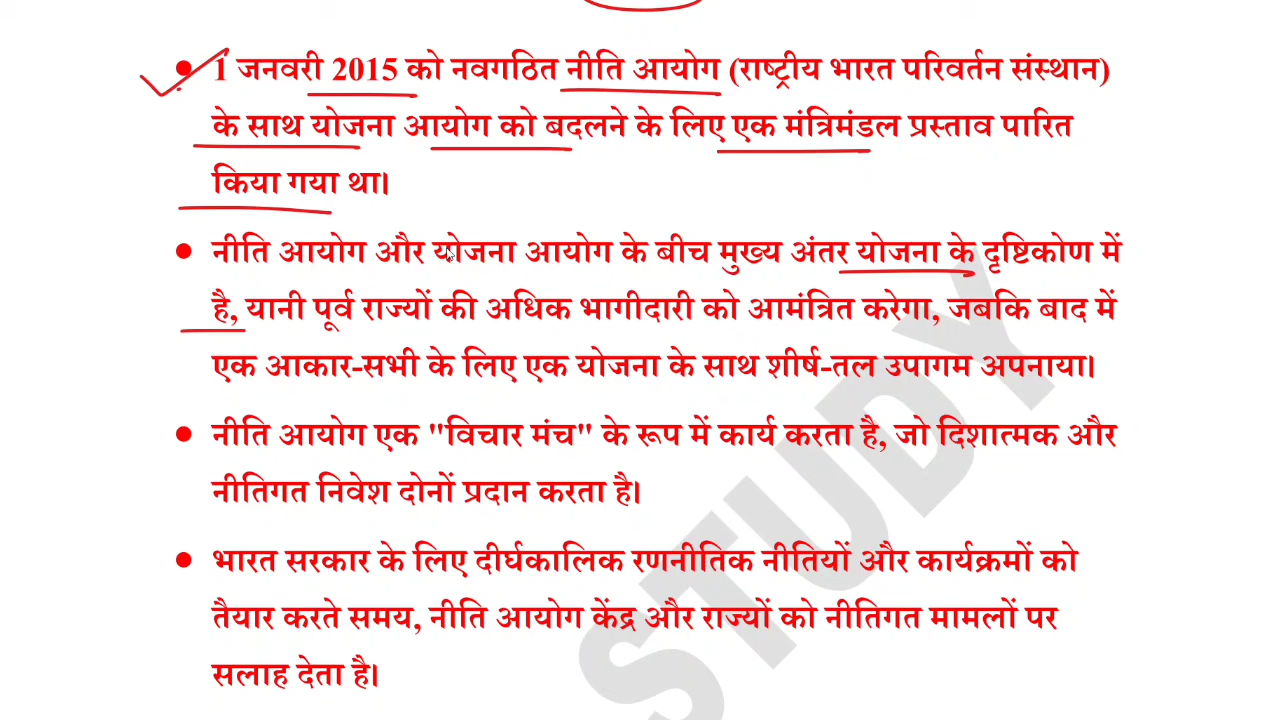 • 1 जनवरी 2015 को नवगठित नीति आयोग (राष्ट्रीय भारत परिवर्तन संस्थान)
के साथ योजना आयोग को बदलने के लिए एक मंत्रिमंडल प्रस्ताव पारित
किया गया था।
• नीति आयोग और योजना आयोग के बीच मुख्य अंतर योजना के दृष्टिकोण में
है, यानी पूर्व राज्यों की अधिक भागीदारी को आमंत्रित करेगा, जबकि बाद में
एक आकार-सभी के लिए एक योजना के साथ शीर्ष-तल उपागम अपनाया।
• नीति आयोग एक "विचार मंच" के रूप में कार्य करता है, जो दिशात्मक और
नीतिगत निवेश दोनों प्रदान करता है।
• भारत सरकार के लिए दीर्घकालिक रणनीतिक नीतियों और कार्यक्रमों को
तैयार करते समय, नीति आयोग केंद्र और राज्यों को नीतिगत मामलों पर
सलाह देता है।
STUDY